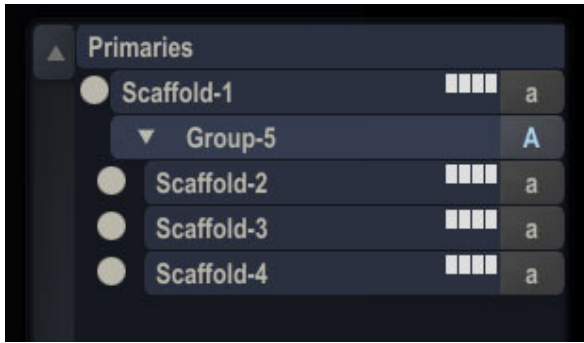 Primaries
Scaffold-1 a
Group-5 A
Scaffold-2 a
Scaffold-3 a
Scaffold-4 a